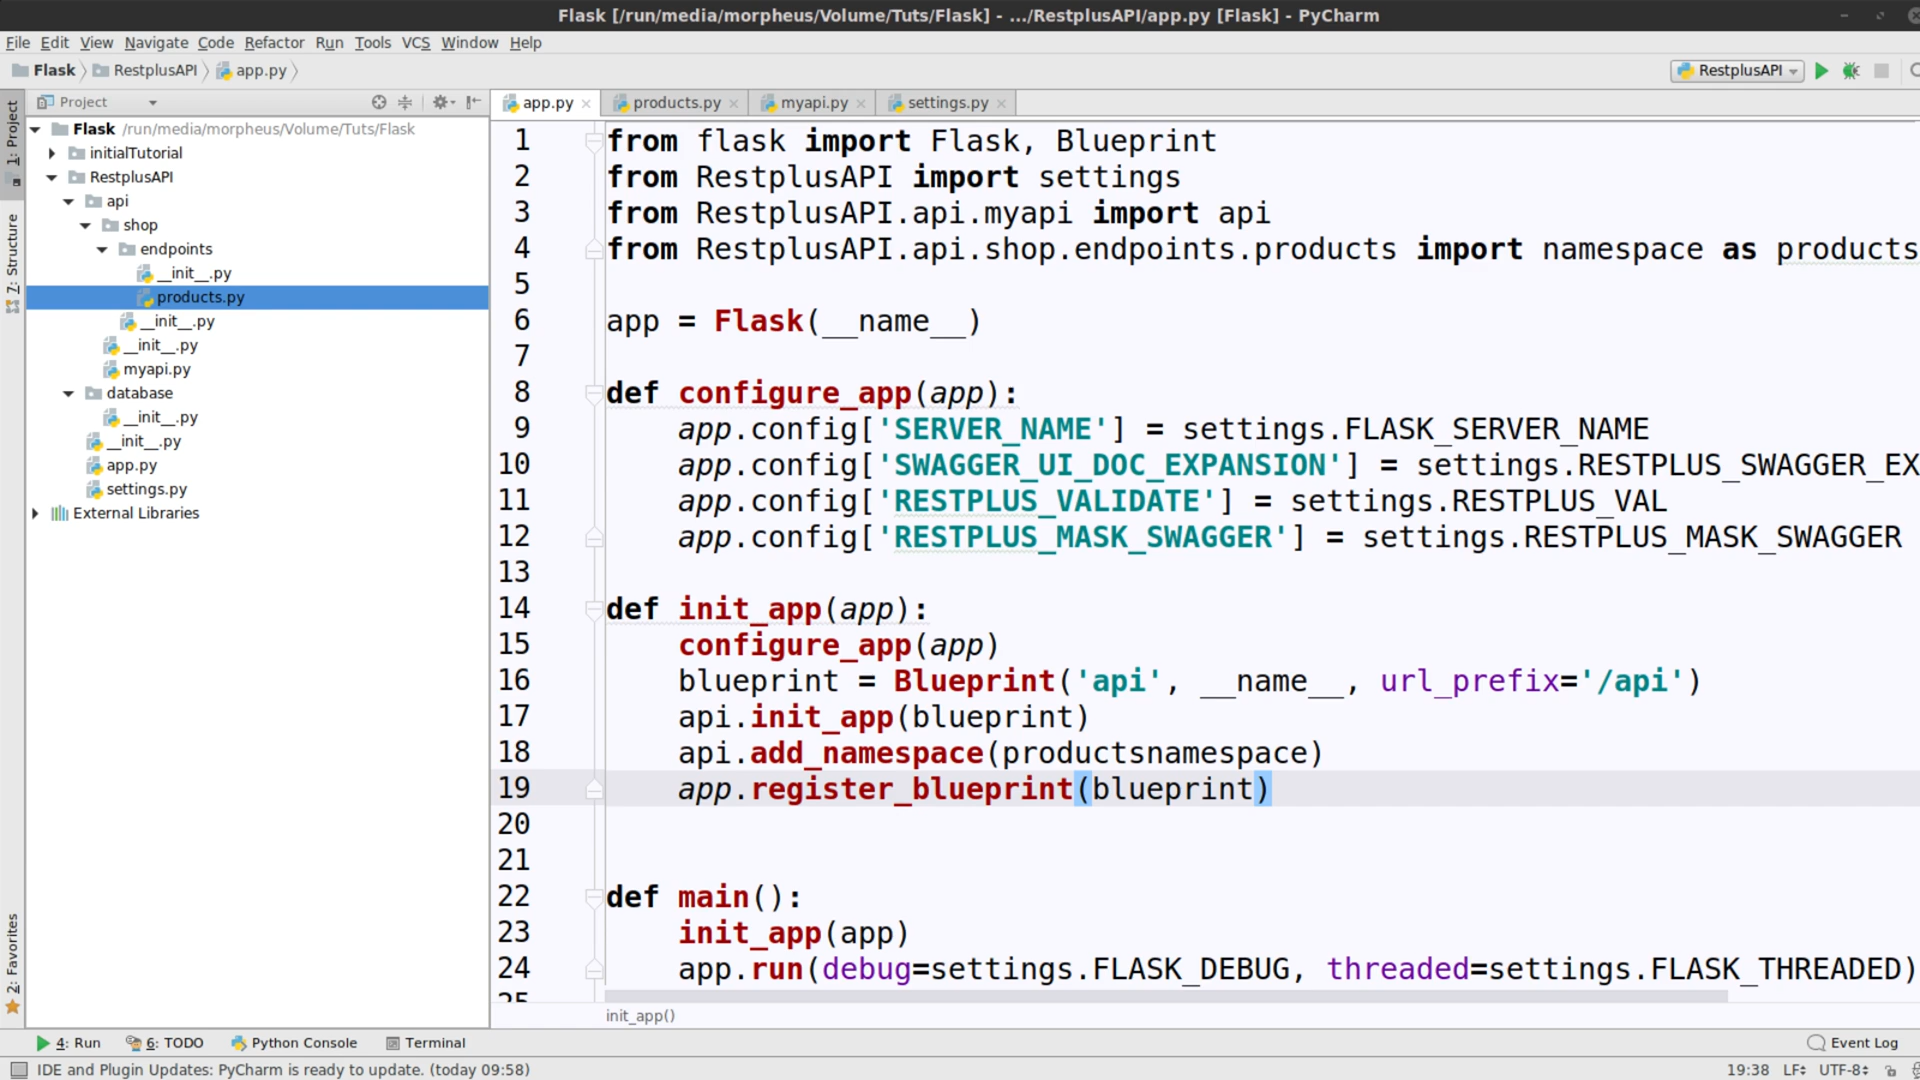 Flask [/run/media/morpheus/Volume/Tuts/Flask] - .../RestplusAPI/app.py [Flask] - PyCharm
File Edit View Navigate Code Refactor Run Tools VCS Window Help
Flask RestplusAPI app.py
RestplusAPI
1: Project
7: Structure
2: Favorites
Project
Flask /run/media/morpheus/Volume/Tuts/Flask
initialTutorial
RestplusAPI
api
shop
endpoints
__init__.py
products.py
__init__.py
__init__.py
myapi.py
database
__init__.py
__init__.py
app.py
settings.py
External Libraries
app.py products.py myapi.py settings.py
1 from flask import Flask, Blueprint
2 from RestplusAPI import settings
3 from RestplusAPI.api.myapi import api
4 from RestplusAPI.api.shop.endpoints.products import namespace as products
5
6 app = Flask(__name__)
7
8 def configure_app(app):
9 app.config['SERVER_NAME'] = settings.FLASK_SERVER_NAME
10 app.config['SWAGGER_UI_DOC_EXPANSION'] = settings.RESTPLUS_SWAGGER_EX
11 app.config['RESTPLUS_VALIDATE'] = settings.RESTPLUS_VAL
12 app.config['RESTPLUS_MASK_SWAGGER'] = settings.RESTPLUS_MASK_SWAGGER
13
14 def init_app(app):
15 configure_app(app)
16 blueprint = Blueprint('api', __name__, url_prefix='/api')
17 api.init_app(blueprint)
18 api.add_namespace(productsnamespace)
19 app.register_blueprint(blueprint)
20
21
22 def main():
23 init_app(app)
24 app.run(debug=settings.FLASK_DEBUG, threaded=settings.FLASK_THREADED)
25
init_app()
4: Run 6: TODO Python Console Terminal Event Log
IDE and Plugin Updates: PyCharm is ready to update. (today 09:58) 19:38 LF UTF-8